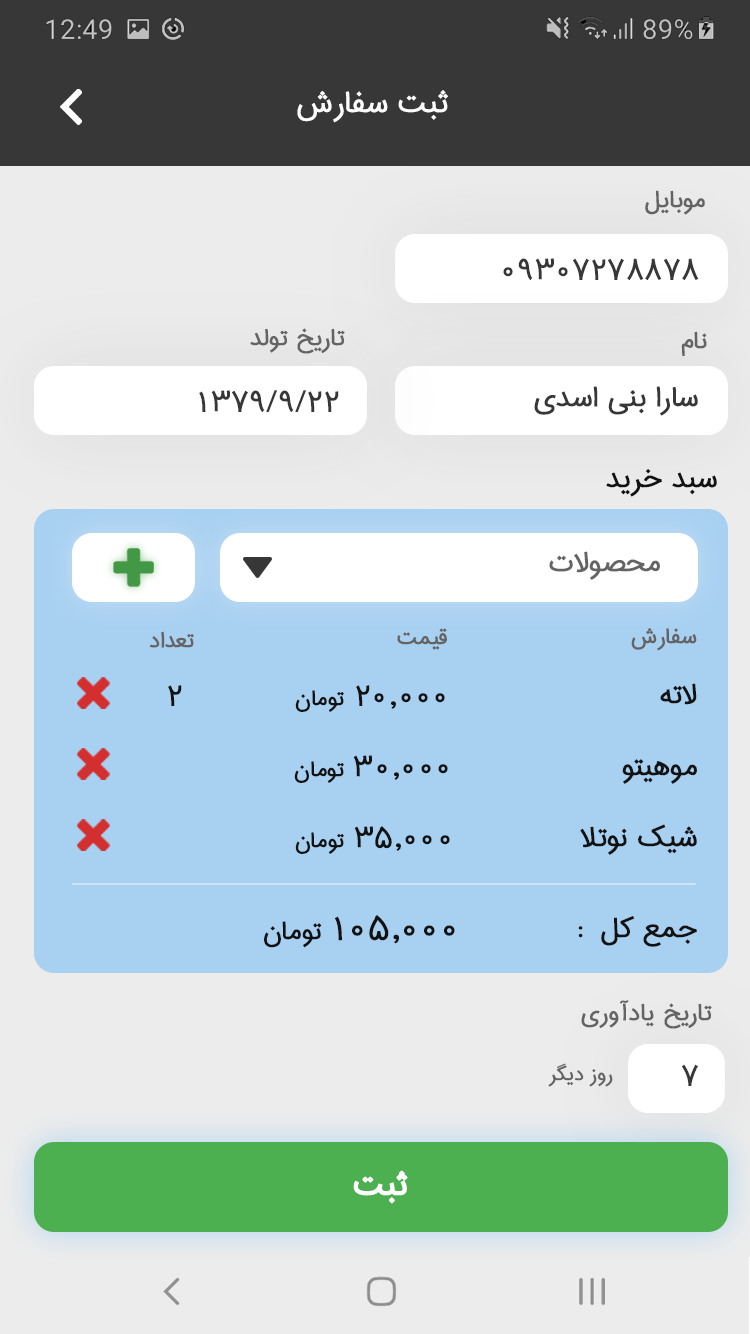 12:49 89%
ثبت سفارش
موبایل
۰۹۳۰۷۲۷۸۸۷۸
نام تاریخ تولد
سارا بنی اسدی ۱۳۷۹/۹/۲۲
سبد خرید
محصولات
سفارش قیمت تعداد
لاته ۲۰,۰۰۰ تومان ۲
موهیتو ۳۰,۰۰۰ تومان
شیک نوتلا ۳۵,۰۰۰ تومان
جمع کل : ۱۰۵,۰۰۰ تومان
تاریخ یادآوری
۷ روز دیگر
ثبت